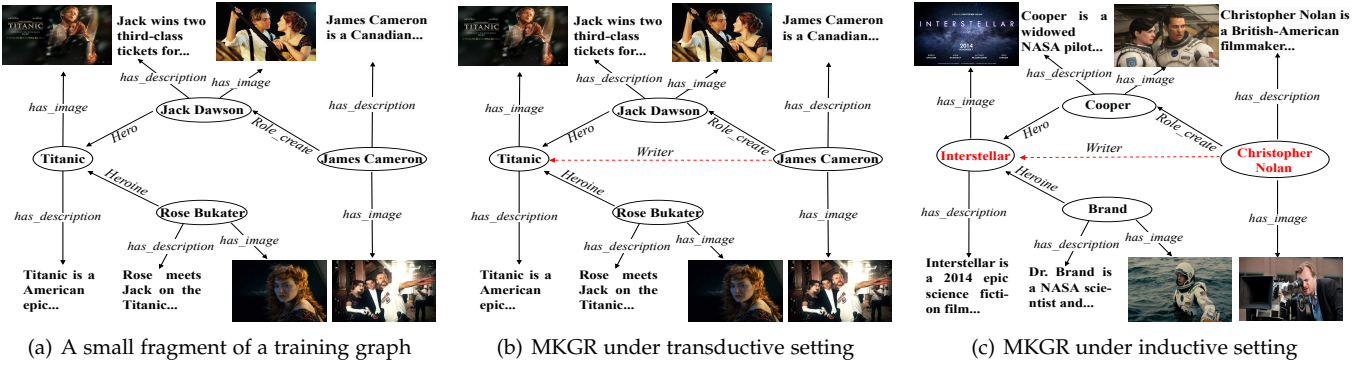 TITANIC
Jack wins two
third-class
tickets for...
James Cameron
is a Canadian...
has_description
has_image
has_image
has_description
Jack Dawson
Hero
Role_create
Titanic
James Cameron
Heroine
has_description
Rose Bukater
has_image
has_description
has_image
Titanic is a
American
epic...
Rose meets
Jack on the
Titanic...
(a) A small fragment of a training graph
TITANIC
Jack wins two
third-class
tickets for...
James Cameron
is a Canadian...
has_description
has_image
has_image
has_description
Jack Dawson
Hero
Role_create
Writer
Titanic
James Cameron
Heroine
has_description
Rose Bukater
has_image
has_description
has_image
Titanic is a
American
epic...
Rose meets
Jack on the
Titanic...
(b) MKGR under transductive setting
INTERSTELLAR
2014
Cooper is a
widowed
NASA pilot...
Christopher Nolan is
a British-American
filmmaker...
has_description
has_image
has_image
has_description
Cooper
Hero
Role_create
Writer
Interstellar
Christopher
Nolan
Heroine
has_description
Brand
has_image
has_description
has_image
Interstellar is
a 2014 epic
science ficti-
on film...
Dr. Brand is
a NASA scie-
ntist and...
(c) MKGR under inductive setting